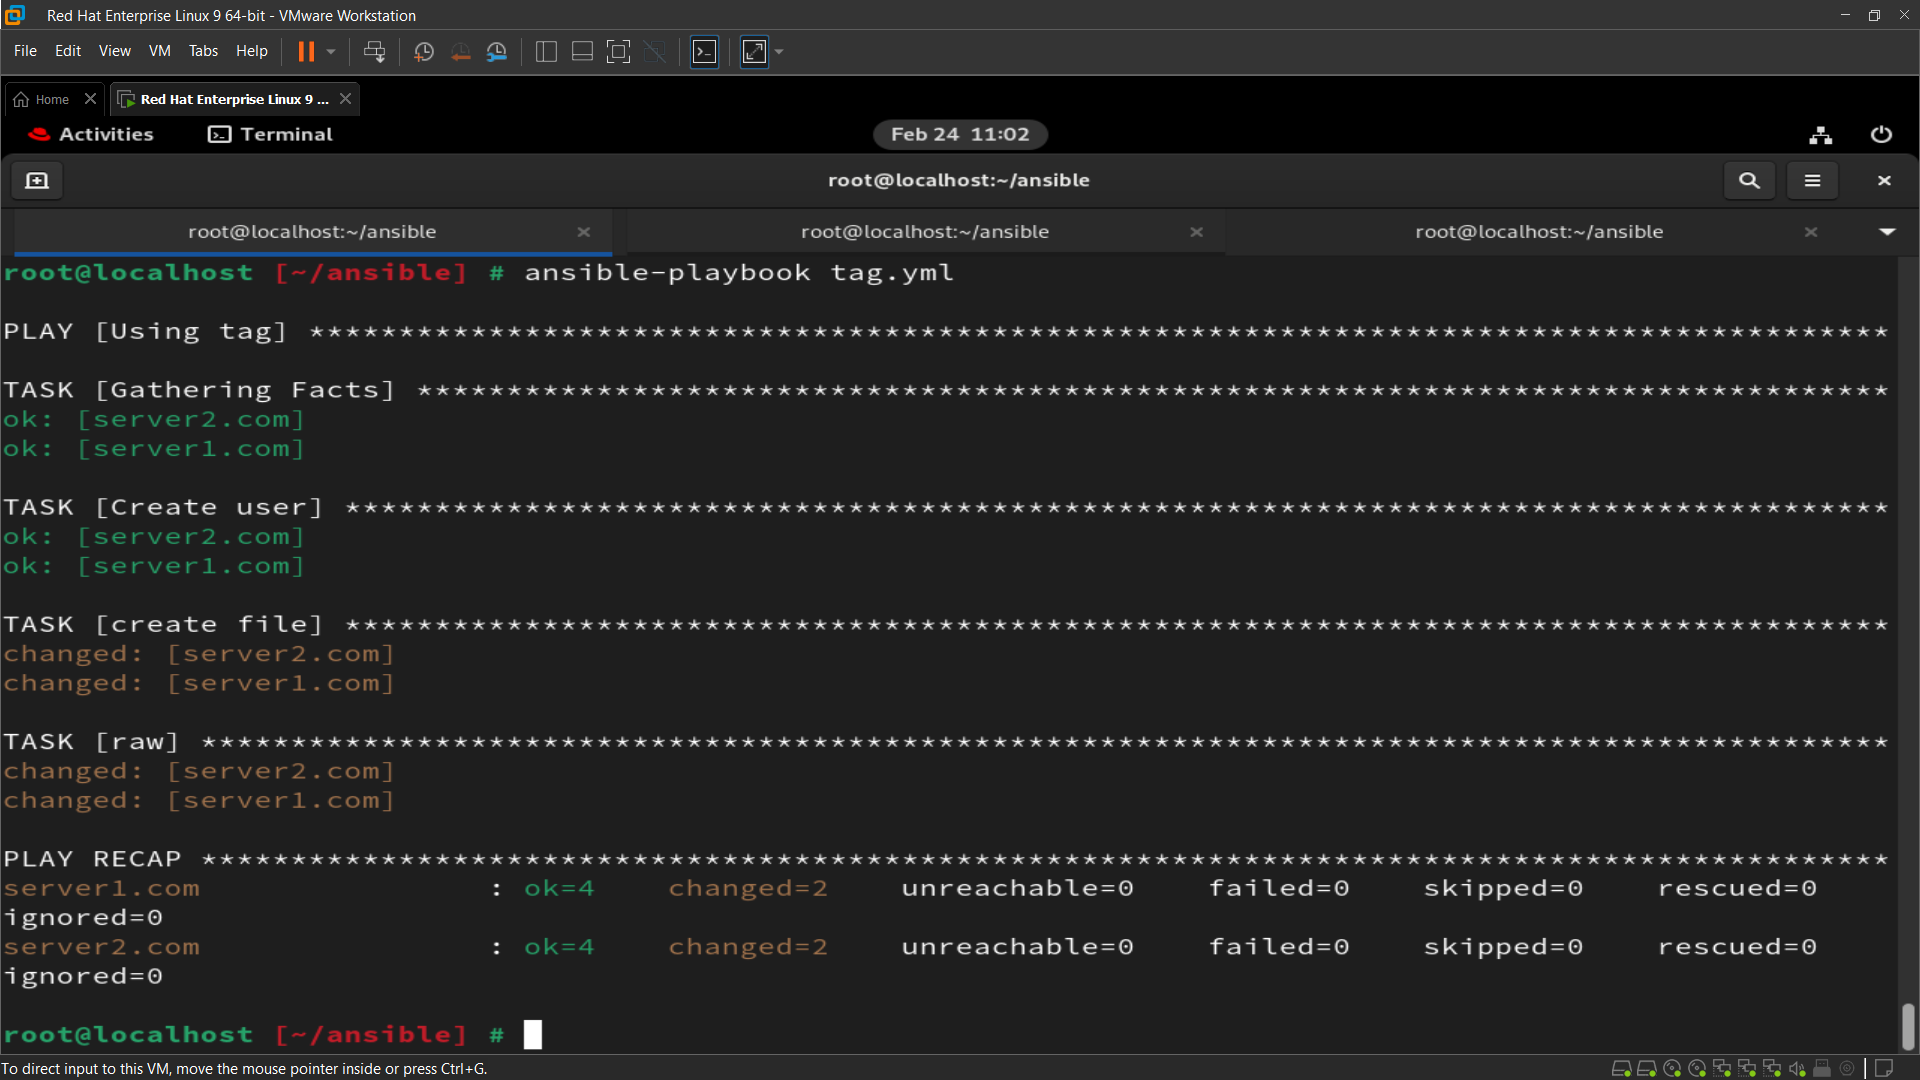 Red Hat Enterprise Linux 9 64-bit - VMware Workstation
File Edit View VM Tabs Help
Home Red Hat Enterprise Linux 9 ...
Activities Terminal Feb 24 11:02
root@localhost:~/ansible
root@localhost:~/ansible root@localhost:~/ansible root@localhost:~/ansible
root@localhost [~/ansible] # ansible-playbook tag.yml
PLAY [Using tag] ****************************************************************************************
TASK [Gathering Facts] **********************************************************************************
ok: [server2.com]
ok: [server1.com]
TASK [Create user] **************************************************************************************
ok: [server2.com]
ok: [server1.com]
TASK [create file] **************************************************************************************
changed: [server2.com]
changed: [server1.com]
TASK [raw] **********************************************************************************************
changed: [server2.com]
changed: [server1.com]
PLAY RECAP **********************************************************************************************
server1.com : ok=4 changed=2 unreachable=0 failed=0 skipped=0 rescued=0
ignored=0
server2.com : ok=4 changed=2 unreachable=0 failed=0 skipped=0 rescued=0
ignored=0
root@localhost [~/ansible] #
To direct input to this VM, move the mouse pointer inside or press Ctrl+G.